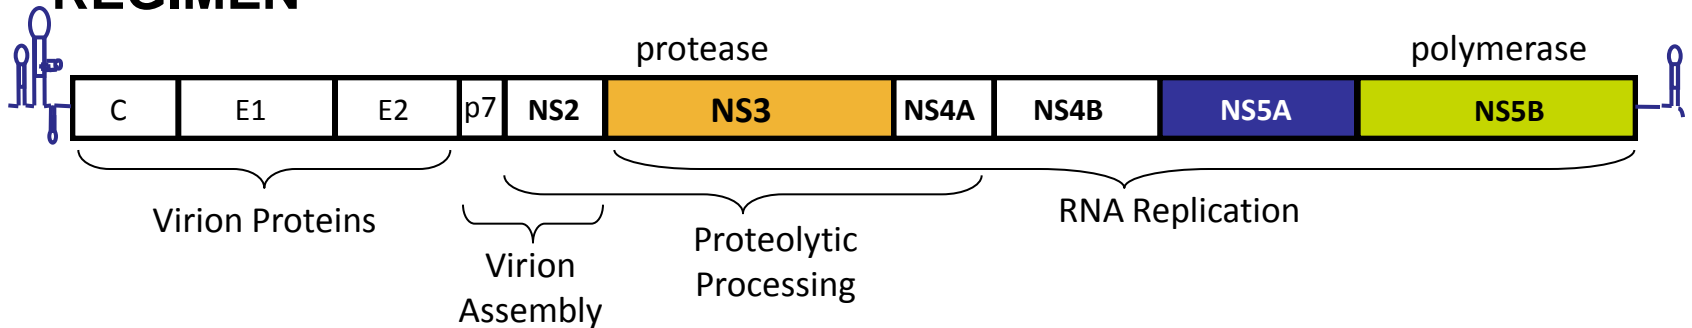 REGIMEN
protease polymerase
C E1 E2 p7 NS2 NS3 NS4A NS4B NS5A NS5B
Virion Proteins
Virion
Assembly
Proteolytic
Processing
RNA Replication